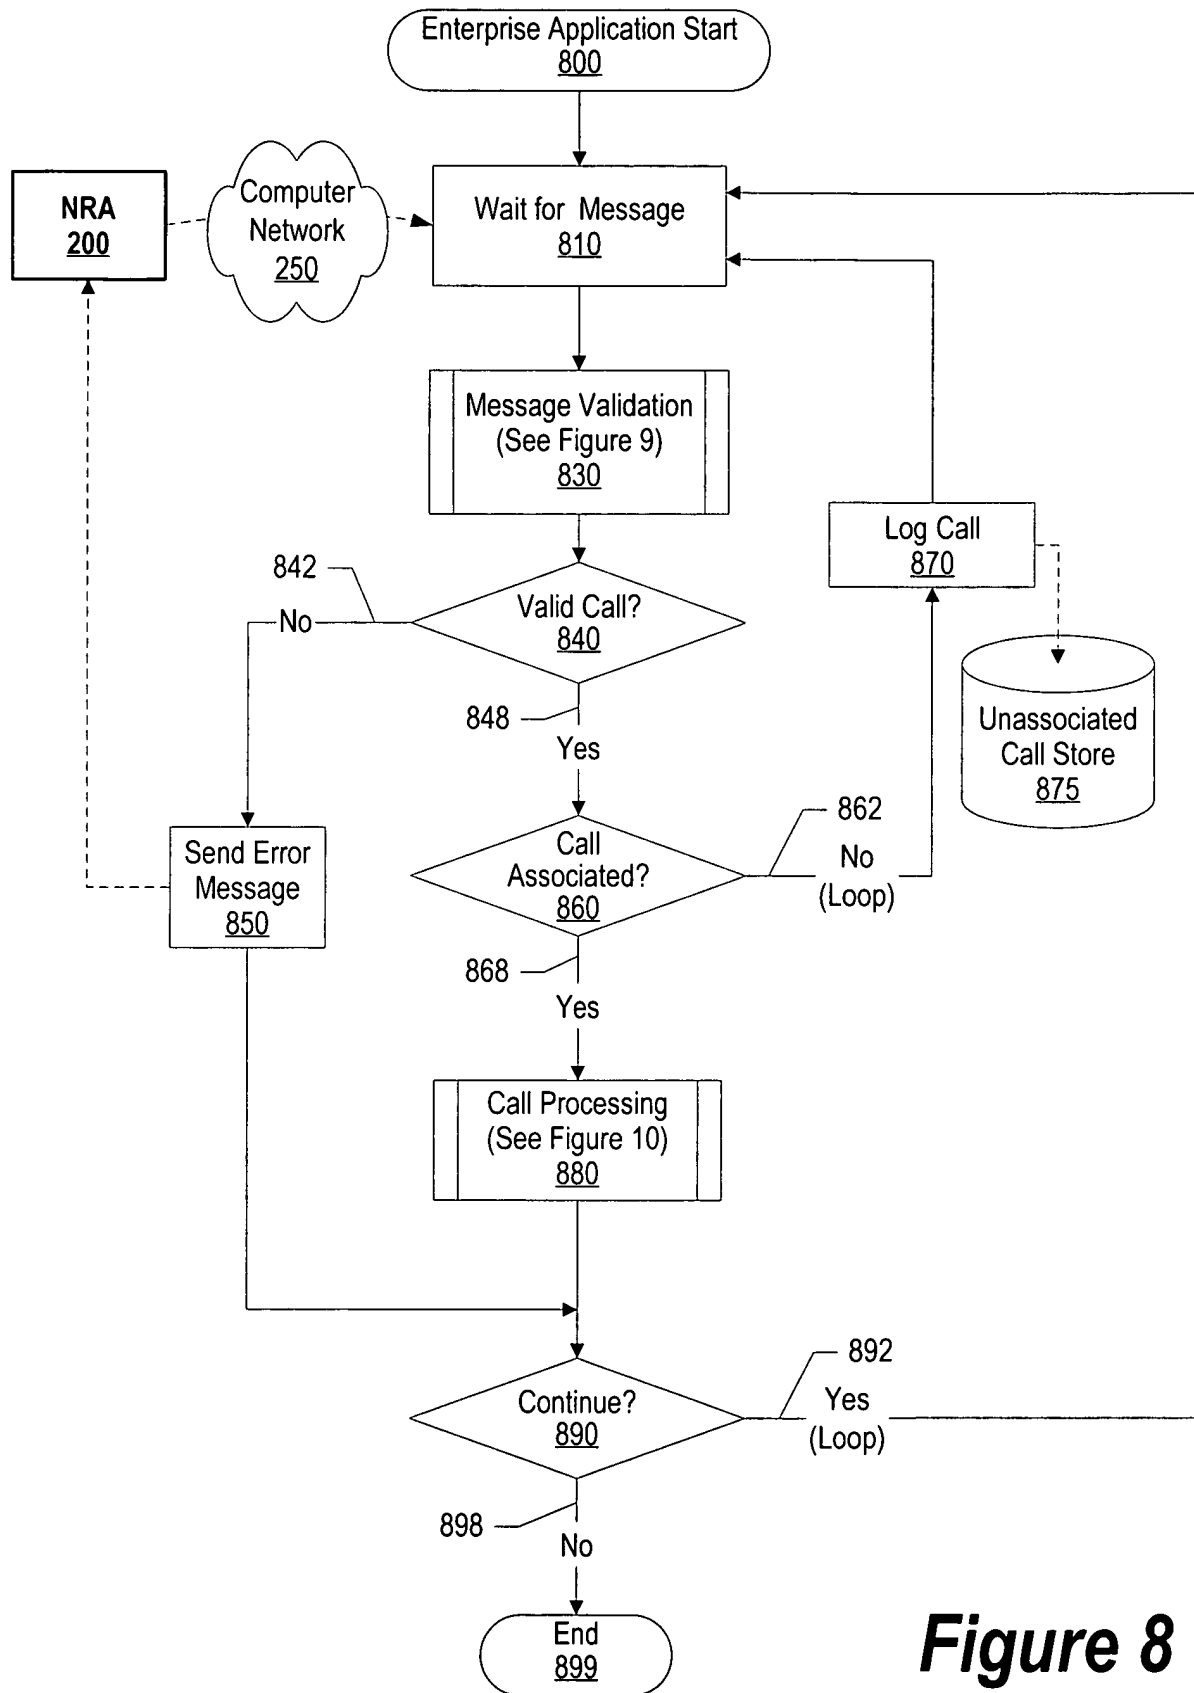 Enterprise Application Start
800
NRA
200
Computer
Network
250
Wait for Message
810
Message Validation
(See Figure 9)
830
Log Call
870
842
No
Valid Call?
840
848
Yes
Unassociated
Call Store
875
862
No
(Loop)
Send Error
Message
850
Call
Associated?
860
868
Yes
Call Processing
(See Figure 10)
880
892
Yes
(Loop)
Continue?
890
898
No
End
899
Figure 8